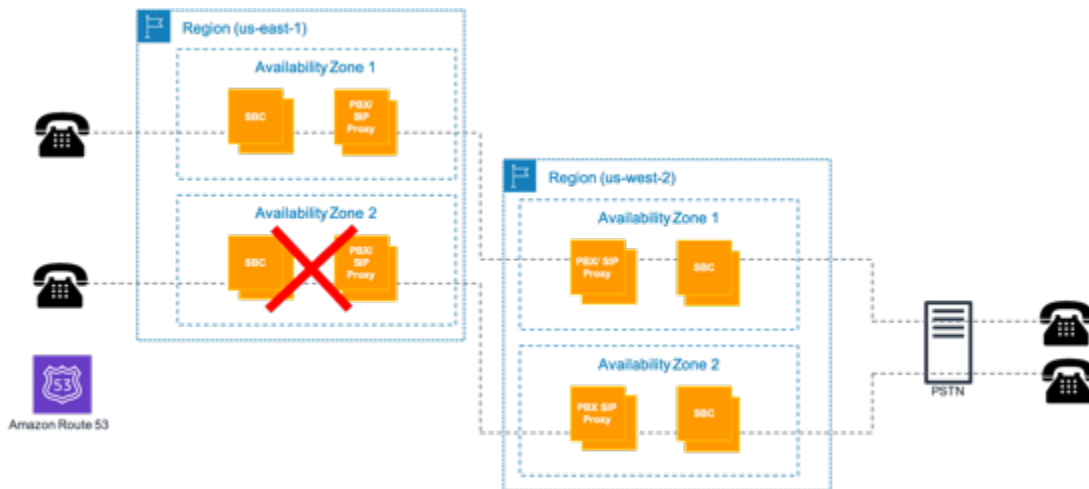 Region (us-east-1)
Availability Zone 1
SBC
PBX/
SIP
Proxy
Availability Zone 2
SBC
PBX/
SIP
Proxy
Region (us-west-2)
Availability Zone 1
PBX/ SIP
Proxy
SBC
Availability Zone 2
PBX SIP
Proxy
SBC
PSTN
53
Amazon Route 53